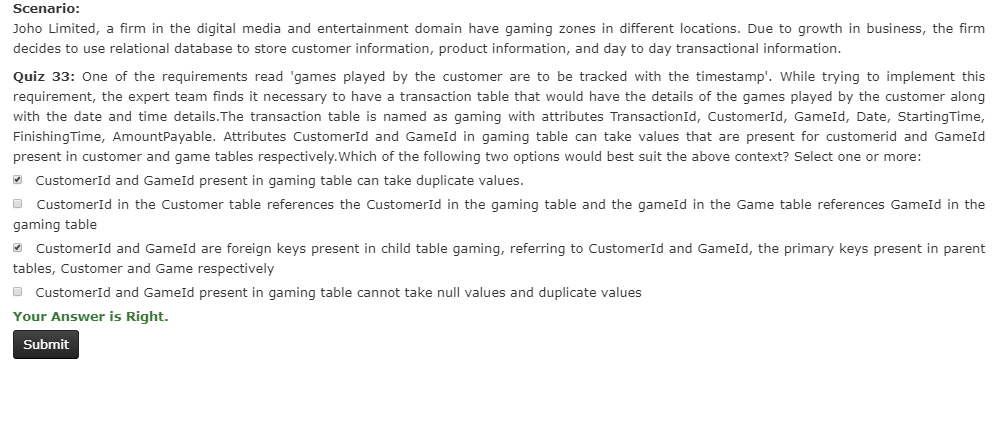 Scenario:
Joho Limited, a firm in the digital media and entertainment domain have gaming zones in different locations. Due to growth in business, the firm
decides to use relational database to store customer information, product information, and day to day transactional information.
Quiz 33: One of the requirements read 'games played by the customer are to be tracked with the timestamp'. While trying to implement this
requirement, the expert team finds it necessary to have a transaction table that would have the details of the games played by the customer along
with the date and time details.The transaction table is named as gaming with attributes TransactionId, CustomerId, GameId, Date, StartingTime,
FinishingTime, AmountPayable. Attributes CustomerId and GameId in gaming table can take values that are present for customerid and GameId
present in customer and game tables respectively.Which of the following two options would best suit the above context? Select one or more:
CustomerId and GameId present in gaming table can take duplicate values.
CustomerId in the Customer table references the CustomerId in the gaming table and the gameId in the Game table references GameId in the
gaming table
CustomerId and GameId are foreign keys present in child table gaming, referring to CustomerId and GameId, the primary keys present in parent
tables, Customer and Game respectively
CustomerId and GameId present in gaming table cannot take null values and duplicate values
Your Answer is Right.
Submit